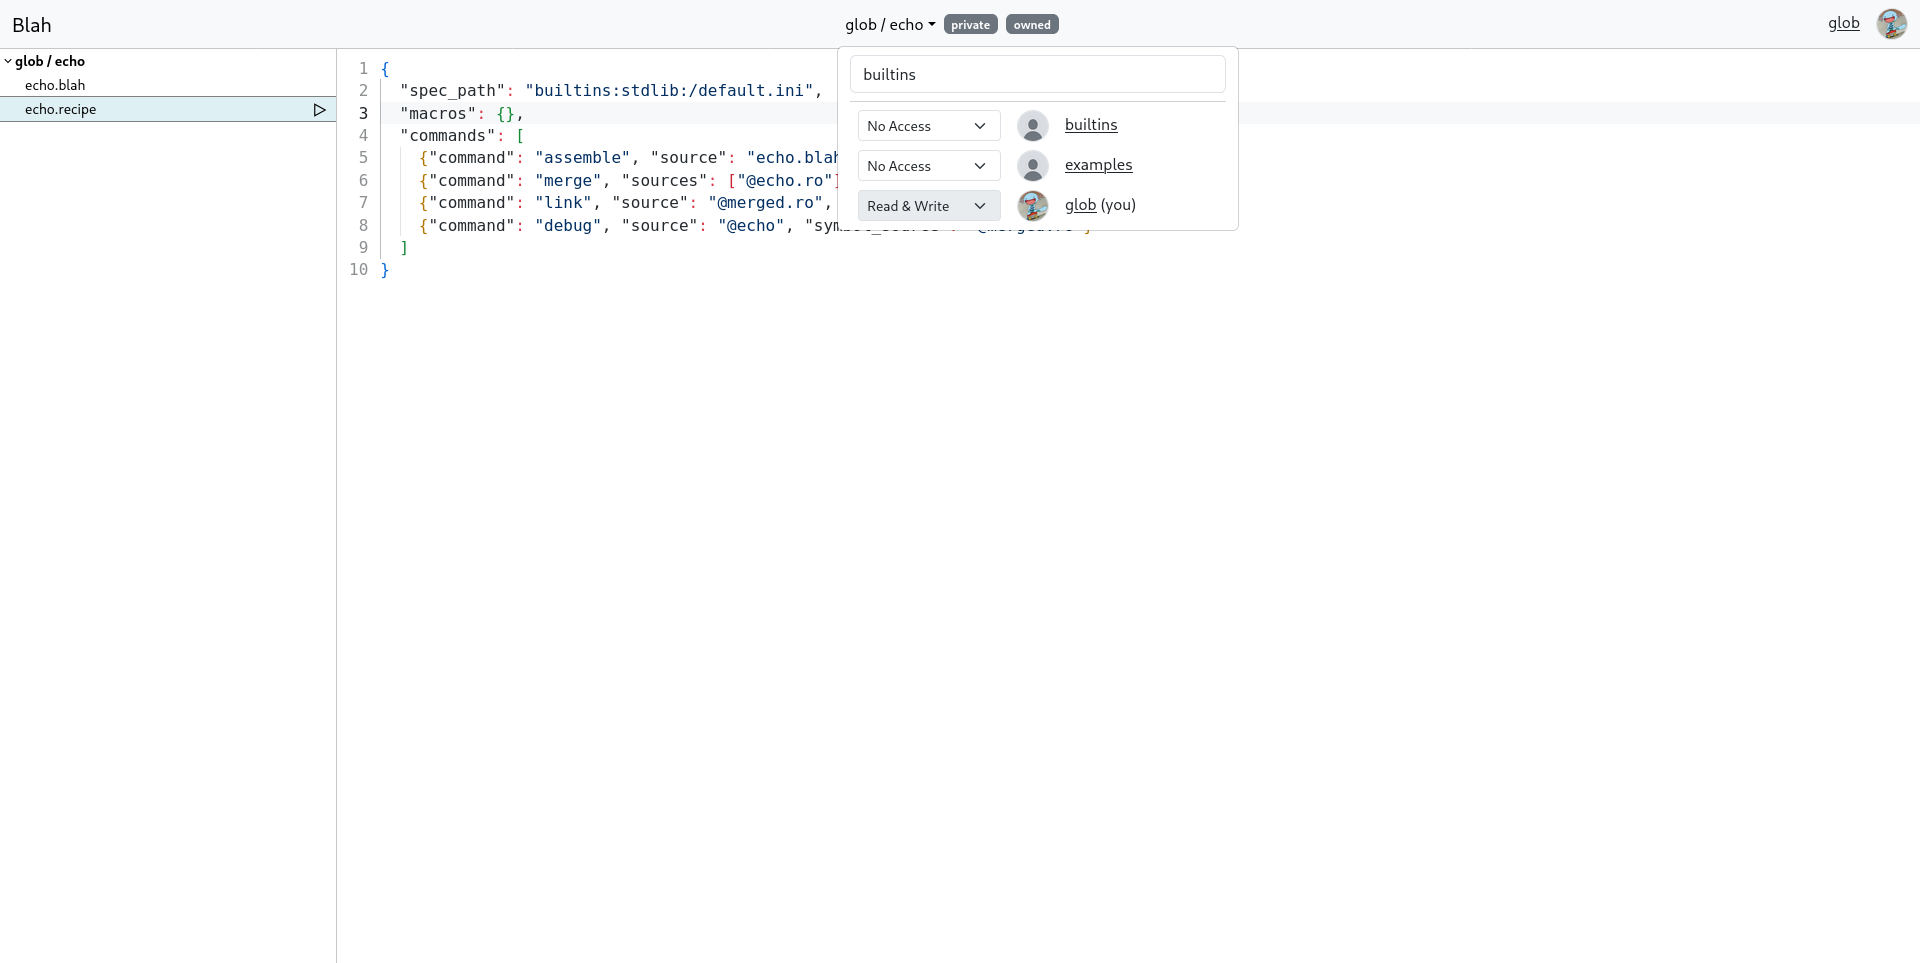 Blah
glob / echo private owned
glob
glob / echo
echo.blah
echo.recipe
builtins
No Access builtins
No Access examples
Read & Write glob (you)
1 {
2 "spec_path": "builtins:stdlib:/default.ini",
3 "macros": {},
4 "commands": [
5 {"command": "assemble", "source": "echo.blah
6 {"command": "merge", "sources": ["@echo.ro"]
7 {"command": "link", "source": "@merged.ro",
8 {"command": "debug", "source": "@echo",
9 ]
10 }